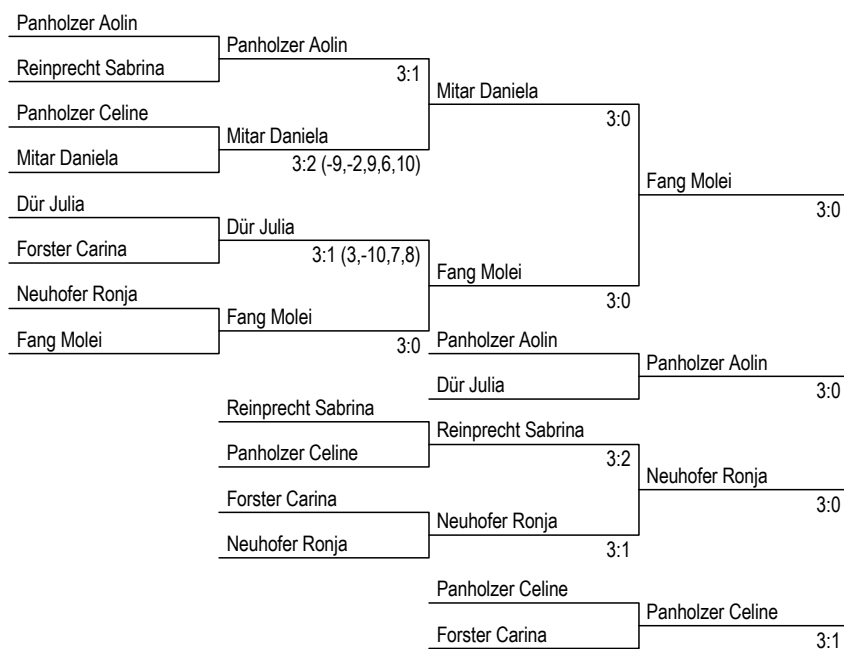 Panholzer Aolin
Panholzer Aolin
Reinprecht Sabrina
3:1
Mitar Daniela
Panholzer Celine
3:0
Mitar Daniela
Mitar Daniela
3:2 (-9,-2,9,6,10)
Fang Molei
Dür Julia
3:0
Dür Julia
Forster Carina
3:1 (3,-10,7,8)
Fang Molei
Neuhofer Ronja
3:0
Fang Molei
Fang Molei
3:0
Panholzer Aolin
Panholzer Aolin
Dür Julia
3:0
Reinprecht Sabrina
Reinprecht Sabrina
Panholzer Celine
3:2
Neuhofer Ronja
Forster Carina
3:0
Neuhofer Ronja
Neuhofer Ronja
3:1
Panholzer Celine
Panholzer Celine
Forster Carina
3:1